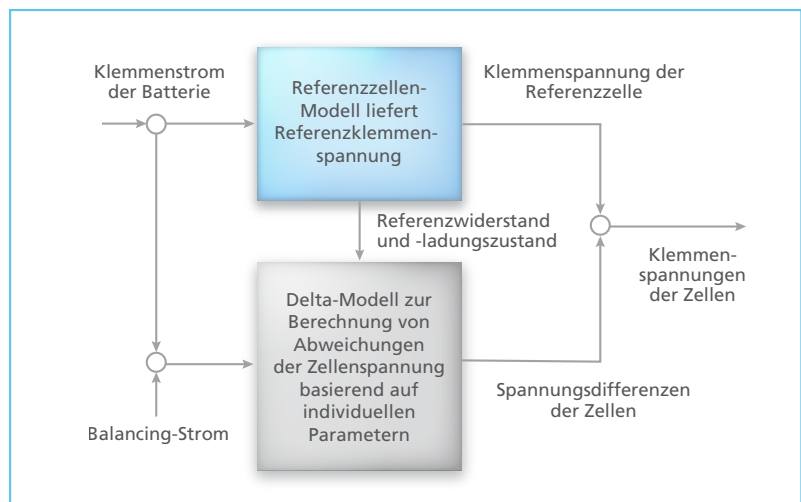 Klemmenstrom
der Batterie
Referenzzellen-
Modell liefert
Referenzklemmen-
spannung
Klemmenspannung der
Referenzzelle
Referenzwiderstand
und -ladungszustand
Klemmen-
spannungen
der Zellen
Delta-Modell zur
Berechnung von
Abweichungen
der Zellenspannung
basierend auf
individuellen
Parametern
Spannungsdifferenzen
der Zellen
Balancing-Strom